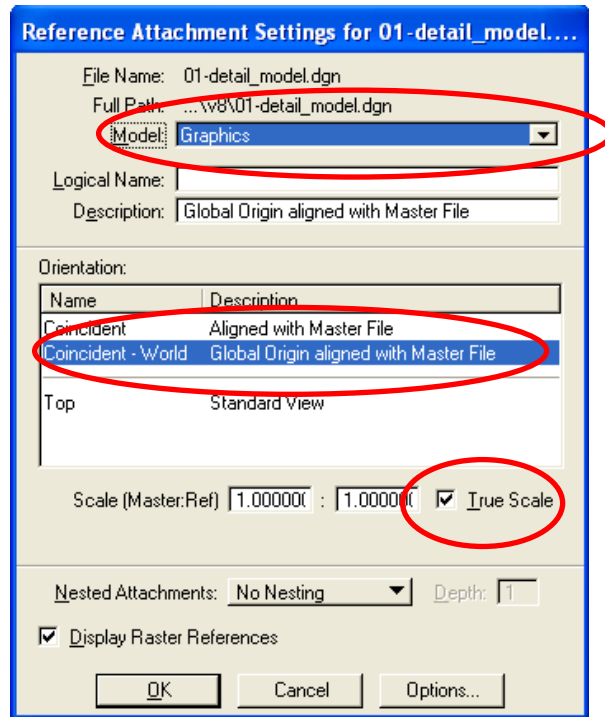 Reference Attachment Settings for 01-detail_model....
File Name: 01-detail_model.dgn
Full Path: ...\v8\01-detail_model.dgn
Model: Graphics
Logical Name:
Description: Global Origin aligned with Master File
Orientation:
Name Description
Coincident Aligned with Master File
Coincident - World Global Origin aligned with Master File
Top Standard View
Scale (Master:Ref) 1.000000 : 1.000000 True Scale
Nested Attachments: No Nesting Depth: 1
Display Raster References
OK Cancel Options...